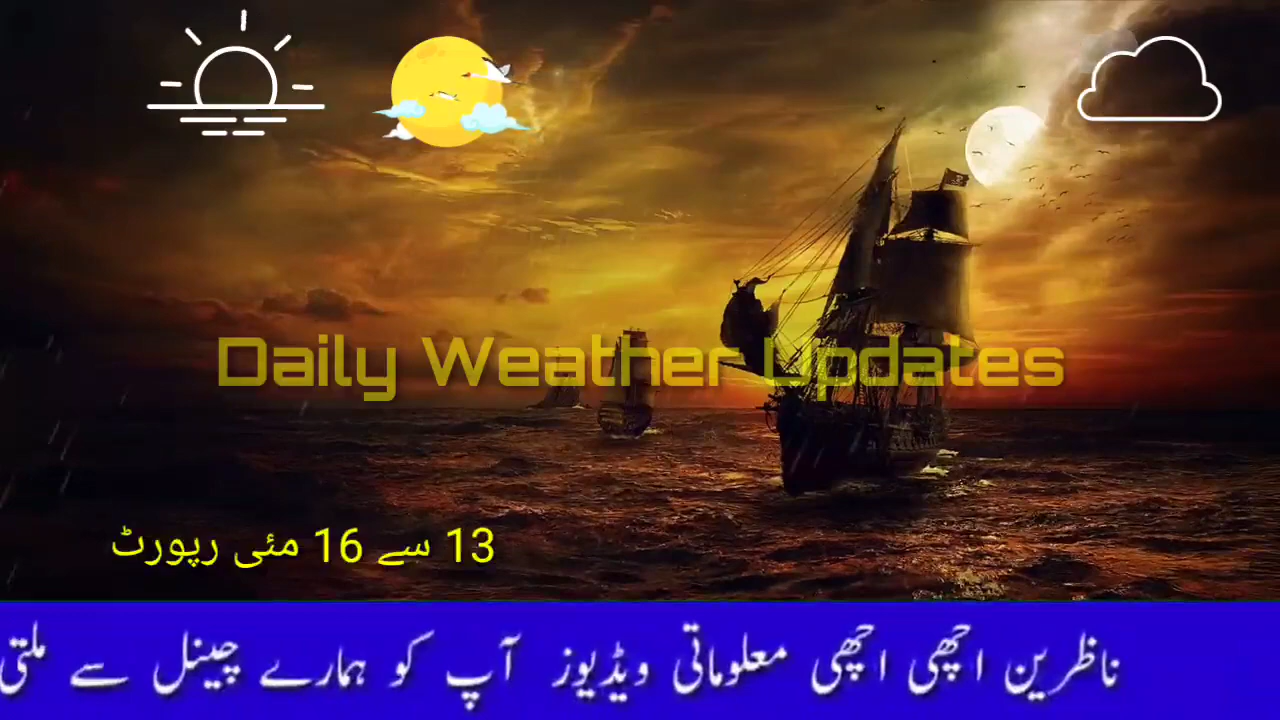 Daily Weather Updates
13 سے 16 مئی رپورٹ
ناظرین اچھی اچھی معلوماتی ویڈیوز آپ کو ہمارے چینل سے ملتی